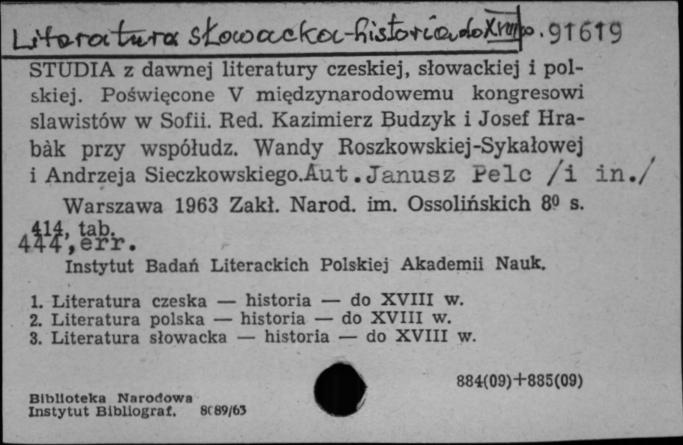 Literatura słowacka-historia do XVIII p. 91619
STUDIA z dawnej literatury czeskiej, słowackiej i pol-
skiej. Poświęcone V międzynarodowemu kongresowi
slawistów w Sofii. Red. Kazimierz Budzyk i Josef Hra-
bàk przy współudz. Wandy Roszkowskiej-Sykałowej
i Andrzeja Sieczkowskiego.Aut.Janusz Pelc /i in./
Warszawa 1963 Zakł. Narod. im. Ossolińskich 8º s.
414, tab.
444,err.
Instytut Badań Literackich Polskiej Akademii Nauk.
1. Literatura czeska — historia — do XVIII w.
2. Literatura polska — historia — do XVIII w.
3. Literatura słowacka — historia — do XVIII w.
884(09)+885(09)
Biblioteka Narodowa
Instytut Bibliograf. 8089/63